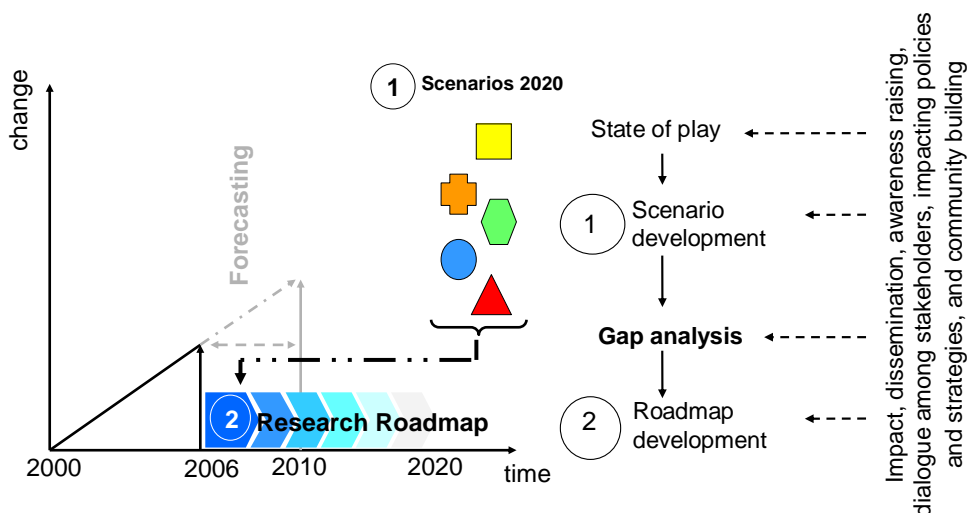 change
Forecasting
1
Scenarios 2020
2
Research Roadmap
2000
2006
2010
2020
time
State of play
1
Scenario
development
Gap analysis
2
Roadmap
development
Impact, dissemination, awareness raising,
dialogue among stakeholders, impacting policies
and strategies, and community building